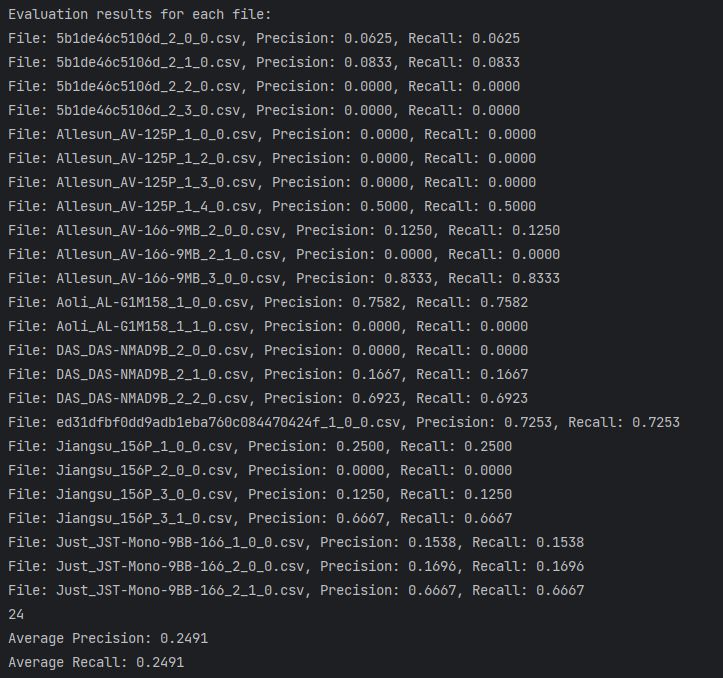 Evaluation results for each file:
File: 5b1de46c5106d_2_0_0.csv, Precision: 0.0625, Recall: 0.0625
File: 5b1de46c5106d_2_1_0.csv, Precision: 0.0833, Recall: 0.0833
File: 5b1de46c5106d_2_2_0.csv, Precision: 0.0000, Recall: 0.0000
File: 5b1de46c5106d_2_3_0.csv, Precision: 0.0000, Recall: 0.0000
File: Allesun_AV-125P_1_0_0.csv, Precision: 0.0000, Recall: 0.0000
File: Allesun_AV-125P_1_2_0.csv, Precision: 0.0000, Recall: 0.0000
File: Allesun_AV-125P_1_3_0.csv, Precision: 0.0000, Recall: 0.0000
File: Allesun_AV-125P_1_4_0.csv, Precision: 0.5000, Recall: 0.5000
File: Allesun_AV-166-9MB_2_0_0.csv, Precision: 0.1250, Recall: 0.1250
File: Allesun_AV-166-9MB_2_1_0.csv, Precision: 0.0000, Recall: 0.0000
File: Allesun_AV-166-9MB_3_0_0.csv, Precision: 0.8333, Recall: 0.8333
File: Aoli_AL-G1M158_1_0_0.csv, Precision: 0.7582, Recall: 0.7582
File: Aoli_AL-G1M158_1_1_0.csv, Precision: 0.0000, Recall: 0.0000
File: DAS_DAS-NMAD9B_2_0_0.csv, Precision: 0.0000, Recall: 0.0000
File: DAS_DAS-NMAD9B_2_1_0.csv, Precision: 0.1667, Recall: 0.1667
File: DAS_DAS-NMAD9B_2_2_0.csv, Precision: 0.6923, Recall: 0.6923
File: ed31dfbf0dd9adb1eba760c084470424f_1_0_0.csv, Precision: 0.7253, Recall: 0.7253
File: Jiangsu_156P_1_0_0.csv, Precision: 0.2500, Recall: 0.2500
File: Jiangsu_156P_2_0_0.csv, Precision: 0.0000, Recall: 0.0000
File: Jiangsu_156P_3_0_0.csv, Precision: 0.1250, Recall: 0.1250
File: Jiangsu_156P_3_1_0.csv, Precision: 0.6667, Recall: 0.6667
File: Just_JST-Mono-9BB-166_1_0_0.csv, Precision: 0.1538, Recall: 0.1538
File: Just_JST-Mono-9BB-166_2_0_0.csv, Precision: 0.1696, Recall: 0.1696
File: Just_JST-Mono-9BB-166_2_1_0.csv, Precision: 0.6667, Recall: 0.6667
24
Average Precision: 0.2491
Average Recall: 0.2491